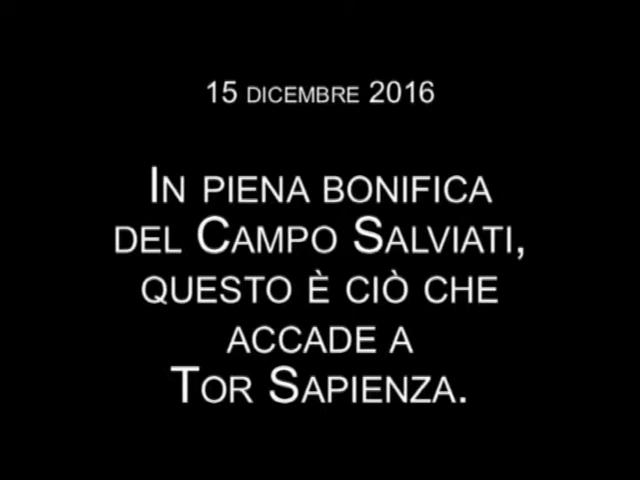 15 DICEMBRE 2016
IN PIENA BONIFICA
DEL CAMPO SALVIATI,
QUESTO È CIÒ CHE
ACCADE A
TOR SAPIENZA.